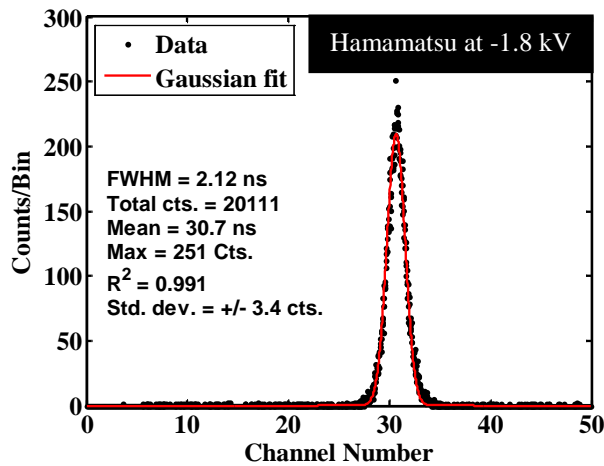 Hamamatsu at -1.8 kV
Data
Gaussian fit
FWHM = 2.12 ns
Total cts. = 20111
Mean = 30.7 ns
Max = 251 Cts.
R² = 0.991
Std. dev. = +/- 3.4 cts.
Counts/Bin
300
250
200
150
100
50
0
0 10 20 30 40 50
Channel Number